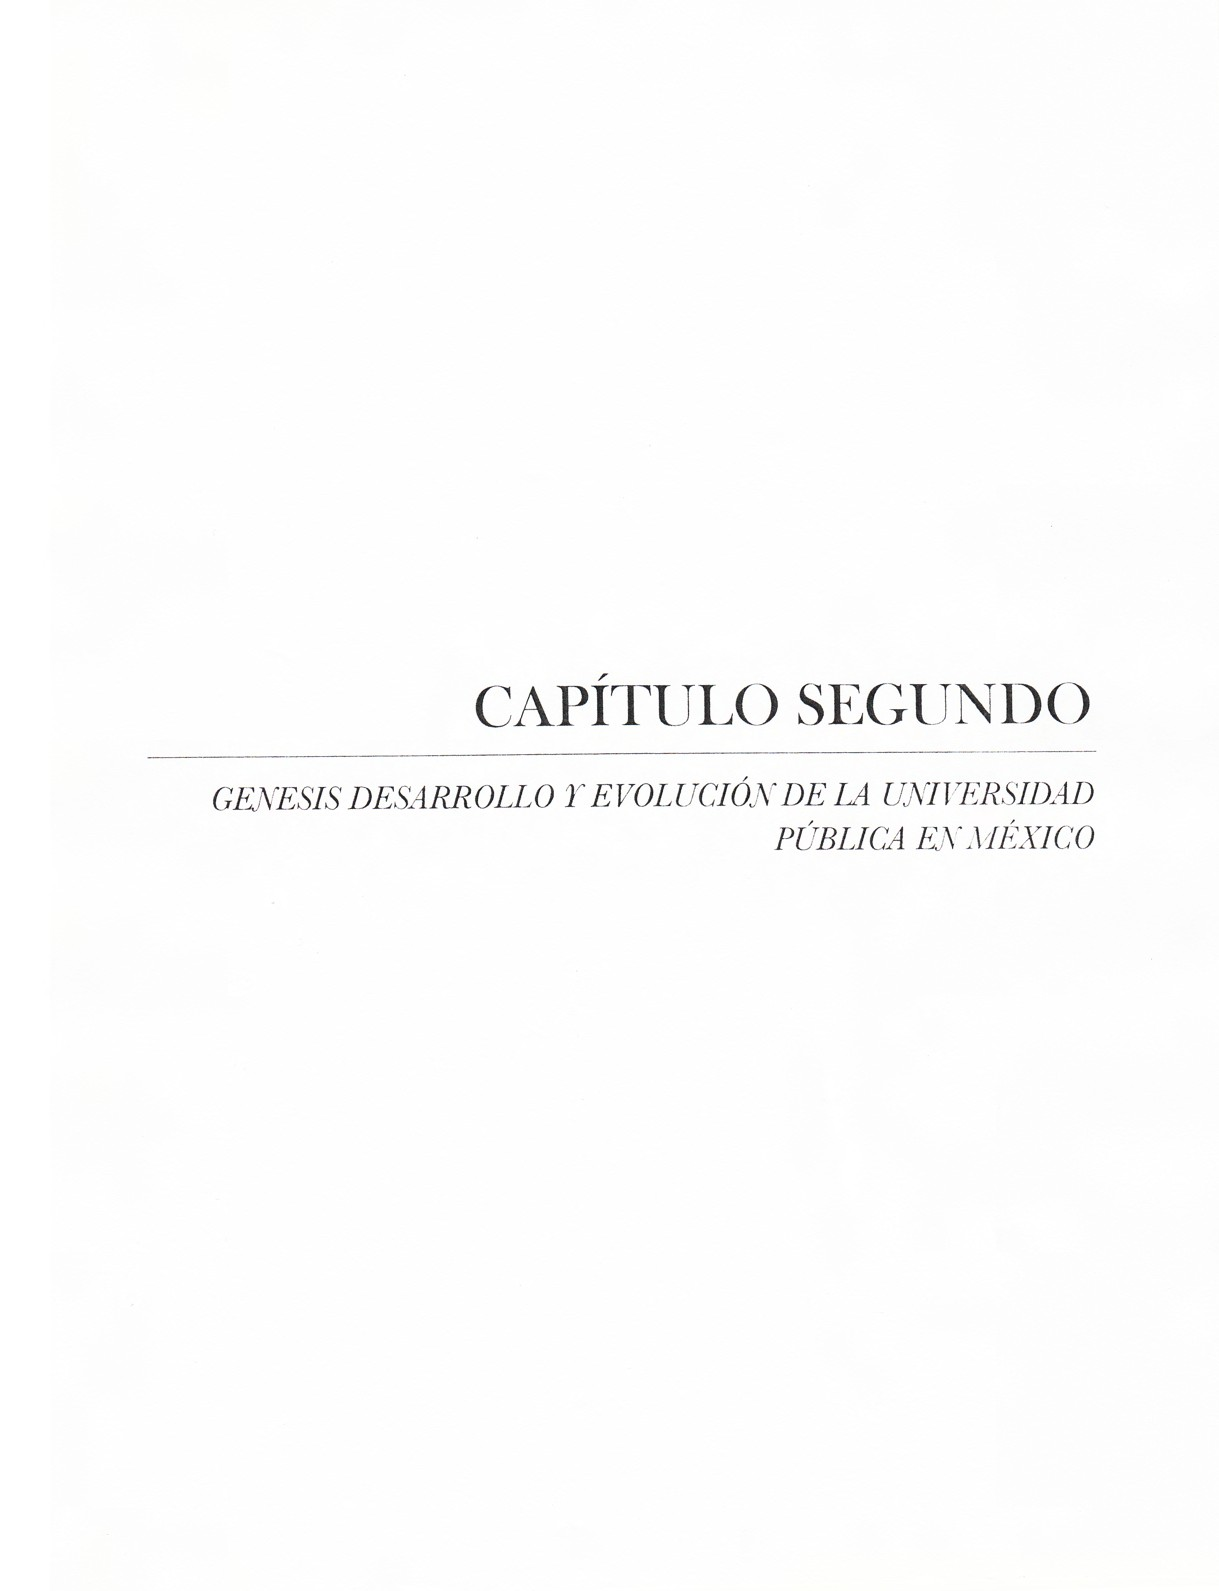 CAPÍTULO SEGUNDO
GENESIS DESARROLLO Y EVOLUCIÓN DE LA UNIVERSIDAD
PÚBLICA EN MÉXICO